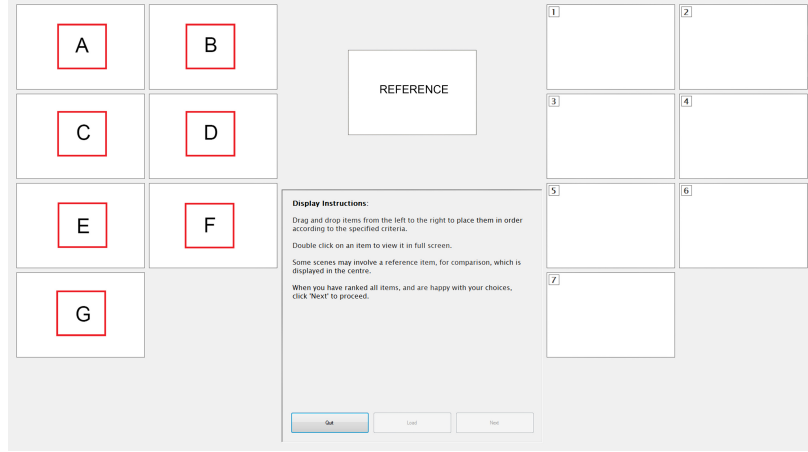 A
B
C
D
E
F
G
REFERENCE
Display Instructions:
Drag and drop items from the left to the right to place them in order
according to the specified criteria.
Double click on an item to view it in full screen.
Some scenes may involve a reference item, for comparison, which is
displayed in the centre.
When you have ranked all items, and are happy with your choices,
click 'Next' to proceed.
Quit
Load
Next
1
2
3
4
5
6
7